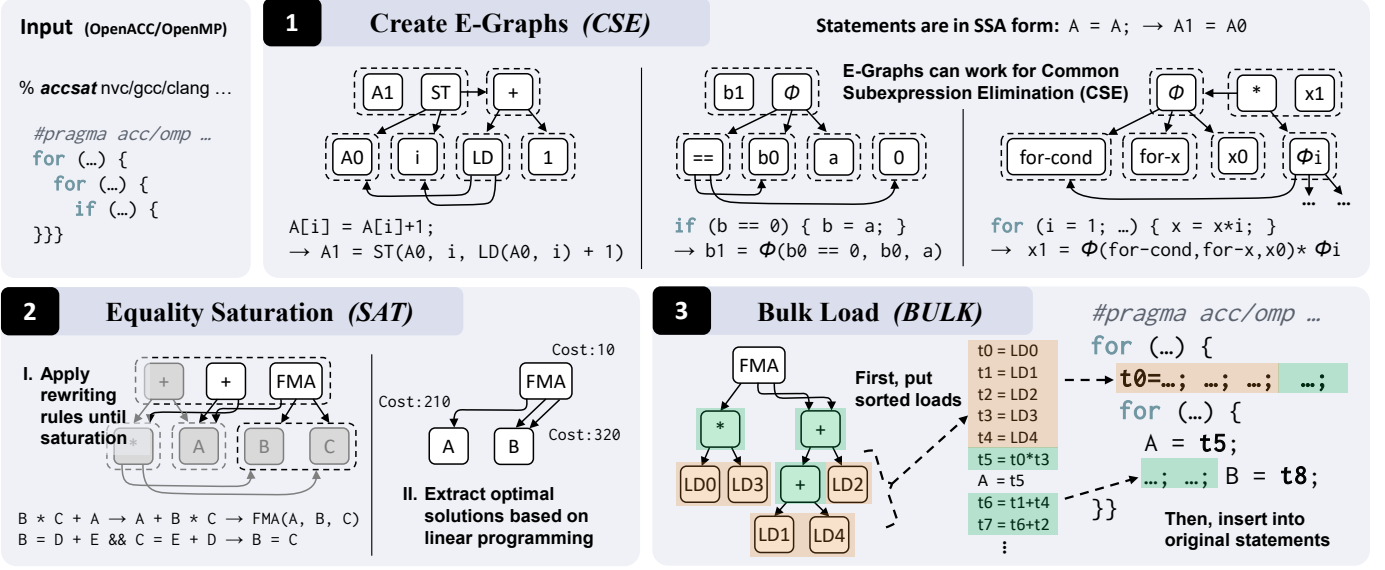 Input (OpenACC/OpenMP)
% accsat nvc/gcc/clang …
#pragma acc/omp …
for (…) {
for (…) {
if (…) {
}}}
1
Create E-Graphs (CSE)
Statements are in SSA form: A = A; → A1 = A0
A1
ST
+
A0
i
LD
1
A[i] = A[i]+1;
→ A1 = ST(A0, i, LD(A0, i) + 1)
E-Graphs can work for Common
Subexpression Elimination (CSE)
b1
Φ
==
b0
a
0
if (b == 0) { b = a; }
→ b1 = Φ(b0 == 0, b0, a)
Φ
*
x1
for-cond
for-x
x0
Φi
…
…
for (i = 1; …) { x = x*i; }
→ x1 = Φ(for-cond,for-x,x0)* Φi
2
Equality Saturation (SAT)
I. Apply
rewriting
rules until
saturation
+
+
FMA
*
A
B
C
B * C + A → A + B * C → FMA(A, B, C)
B = D + E && C = E + D → B = C
Cost:10
FMA
Cost:210
A
B
Cost:320
II. Extract optimal
solutions based on
linear programming
3
Bulk Load (BULK)
FMA
*
+
LD0
LD3
+
LD2
LD1
LD4
First, put
sorted loads
t0 = LD0
t1 = LD1
t2 = LD2
t3 = LD3
t4 = LD4
t5 = t0*t3
A = t5
t6 = t1+t4
t7 = t6+t2
⋮
#pragma acc/omp …
for (…) {
t0=…; …; …; …;
for (…) {
A = t5;
…; …; B = t8;
}}
Then, insert into
original statements